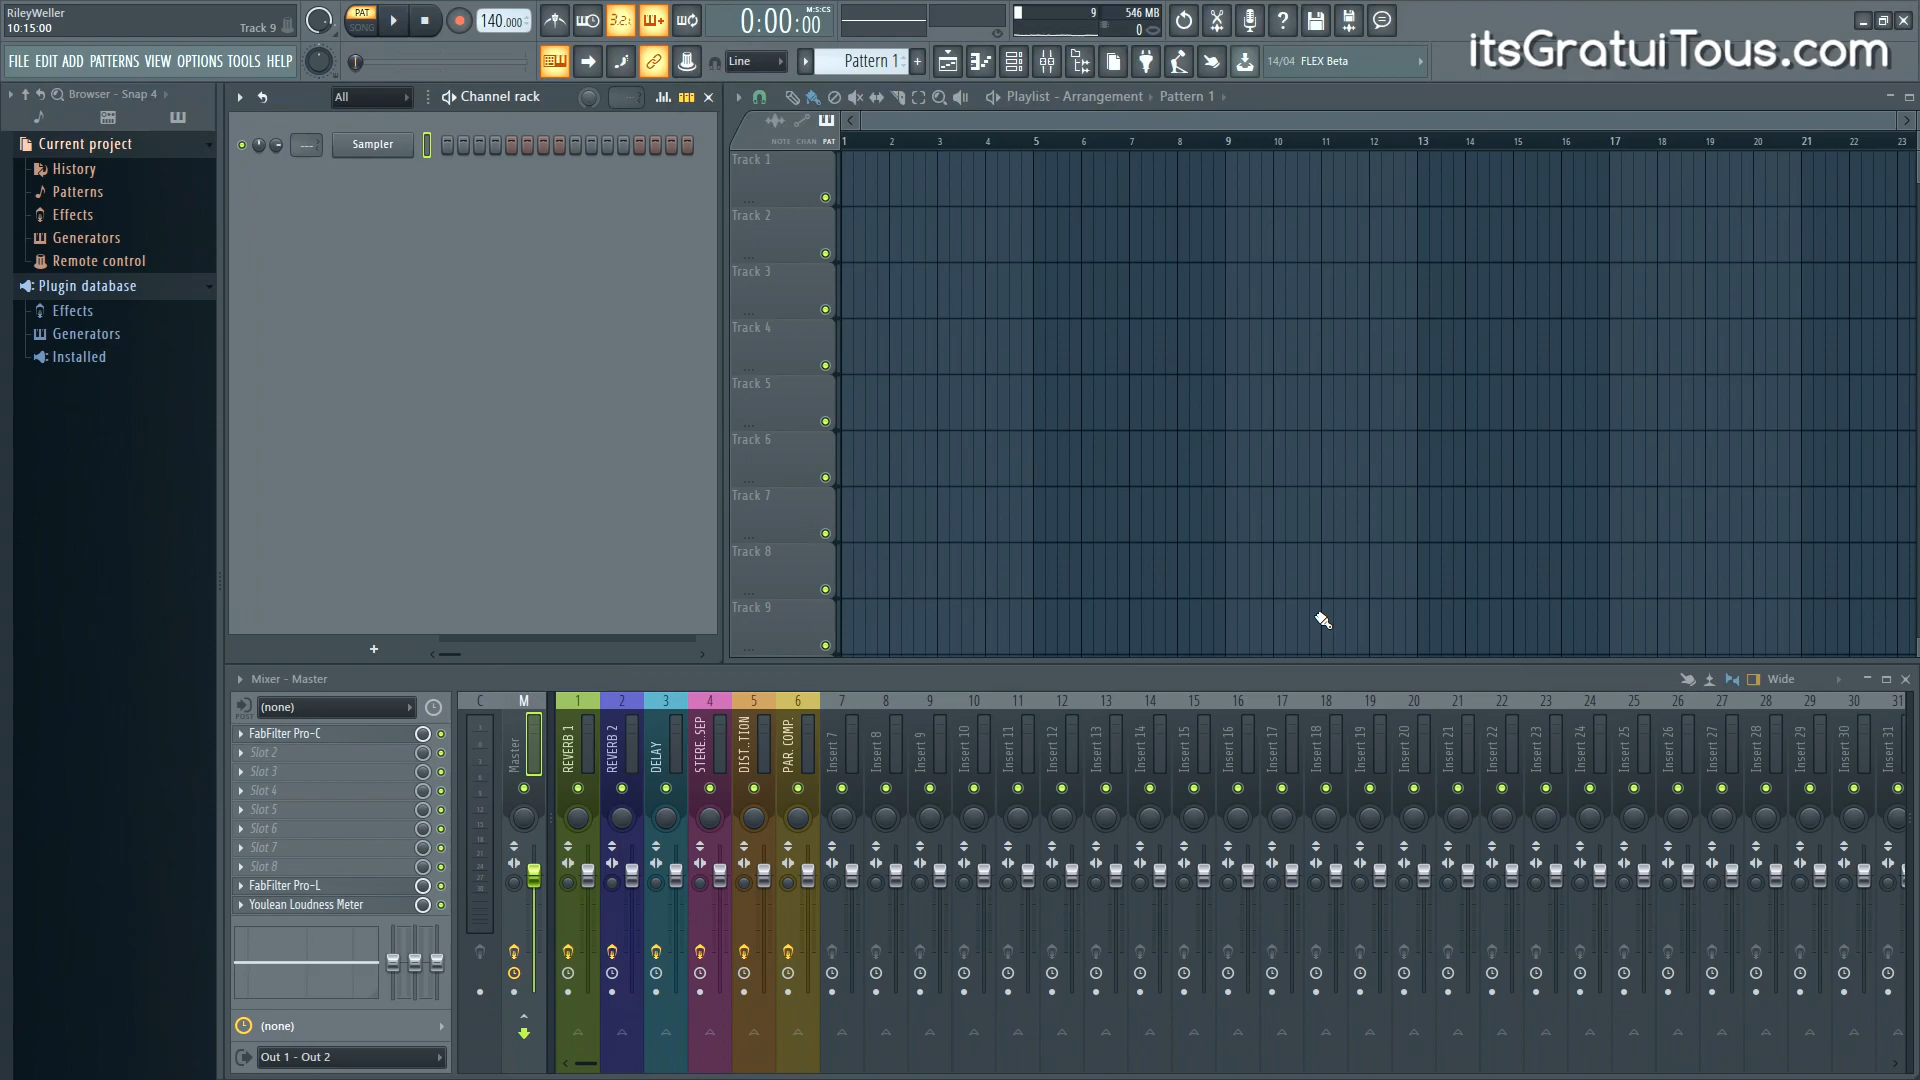 RileyWeller
10:15:00
Track 9
PAT
SONG
140.000
3.2.
0:00:00
M:S:CS
9
546 MB
0
FILE EDIT ADD PATTERNS VIEW OPTIONS TOOLS HELP
Line
Pattern 1
+
14/04 FLEX Beta
itsGratuiTous.com
Browser - Snap 4
All
Channel rack
Playlist - Arrangement
Pattern 1
Current project
History
Patterns
Effects
Generators
Remote control
Plugin database
Effects
Generators
Installed
Sampler
+
NOTE CHAN PAT
1 2 3 4 5 6 7 8 9 10 11 12 13 14 15 16 17 18 19 20 21 22 23
Track 1
Track 2
Track 3
Track 4
Track 5
Track 6
Track 7
Track 8
Track 9
Mixer - Master
Wide
POST
(none)
FabFilter Pro-C
Slot 2
Slot 3
Slot 4
Slot 5
Slot 6
Slot 7
Slot 8
FabFilter Pro-L
Youlean Loudness Meter
(none)
Out 1 - Out 2
C M 1 2 3 4 5 6 7 8 9 10 11 12 13 14 15 16 17 18 19 20 21 22 23 24 25 26 27 28 29 30 31
Master
REVERB 1
REVERB 2
DELAY
STERE..SEP
DIST..TION
PAR. COMP.
Insert 7
Insert 8
Insert 9
Insert 10
Insert 11
Insert 12
Insert 13
Insert 14
Insert 15
Insert 16
Insert 17
Insert 18
Insert 19
Insert 20
Insert 21
Insert 22
Insert 23
Insert 24
Insert 25
Insert 26
Insert 27
Insert 28
Insert 29
Insert 30
Insert 31